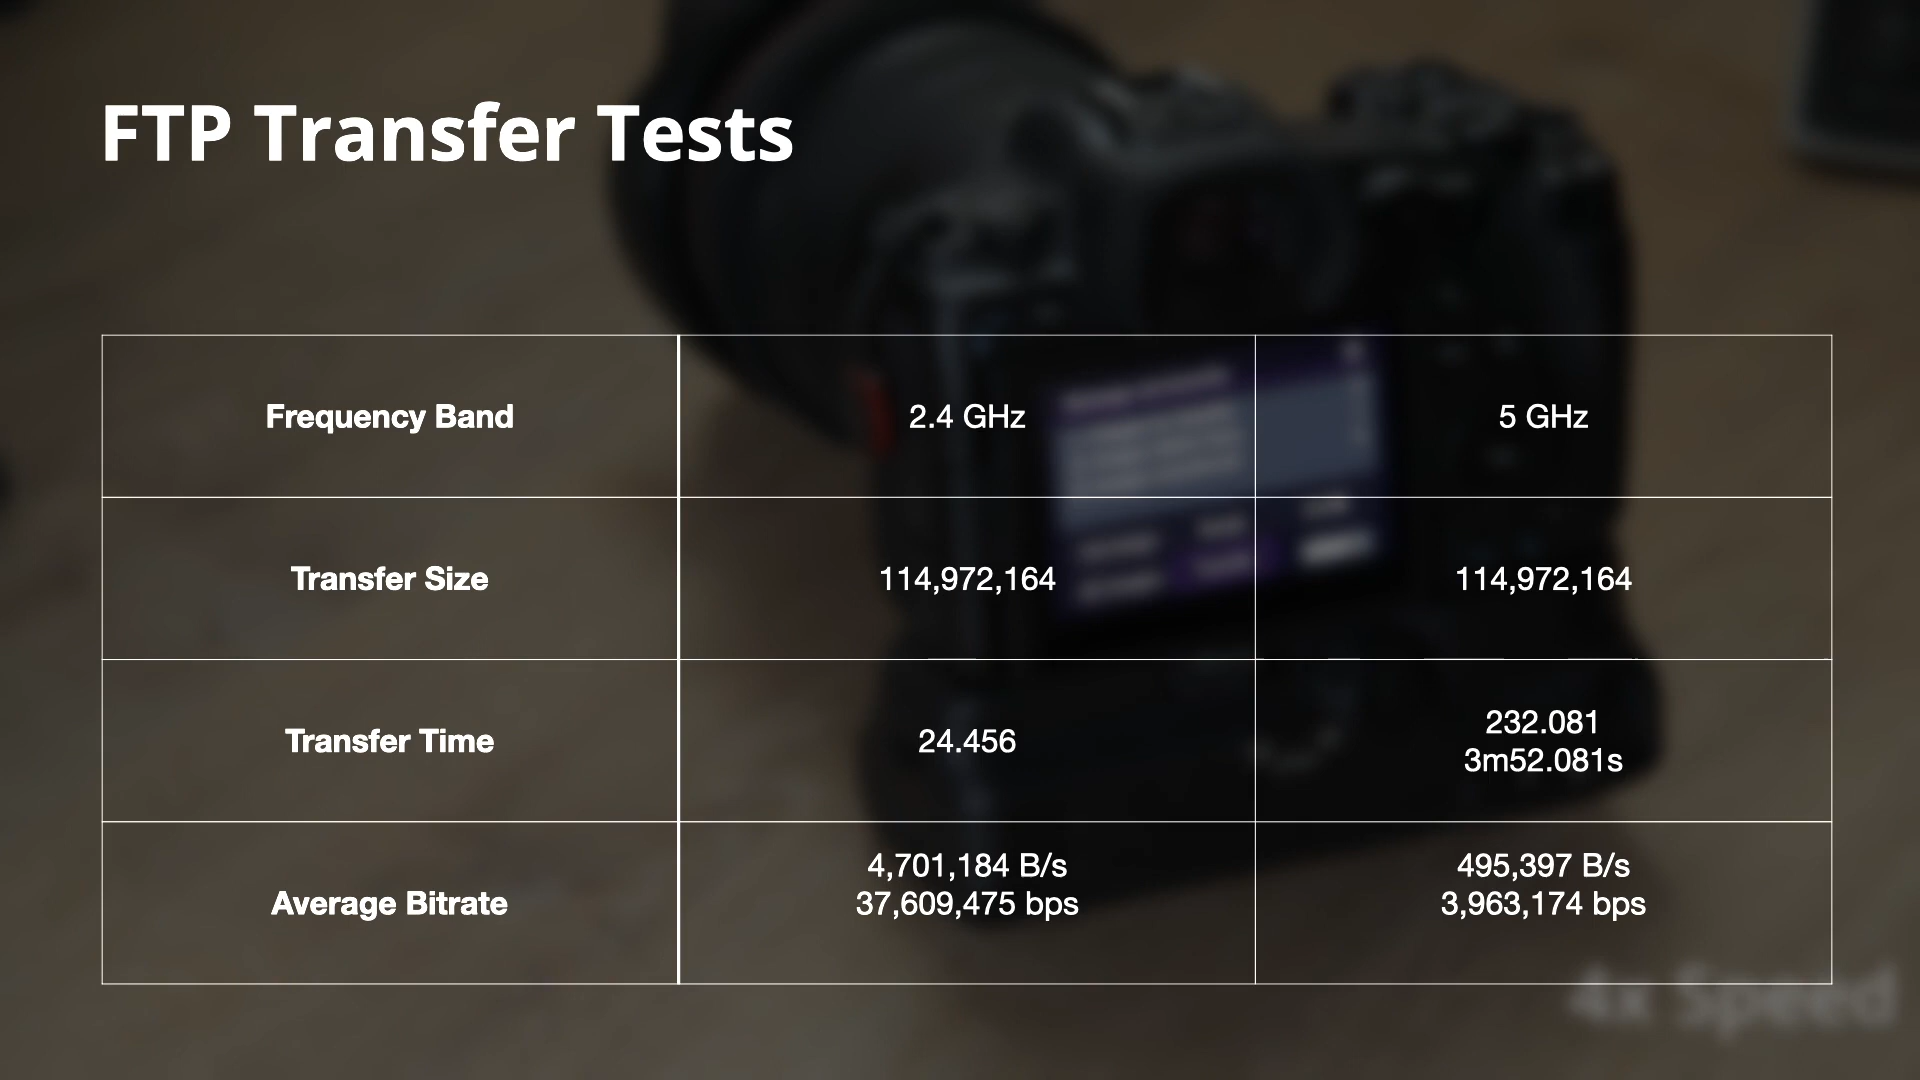 FTP Transfer Tests
Frequency Band
2.4 GHz
5 GHz
Transfer Size
114,972,164
114,972,164
Transfer Time
24.456
232.081
3m52.081s
Average Bitrate
4,701,184 B/s
37,609,475 bps
495,397 B/s
3,963,174 bps
4x Speed